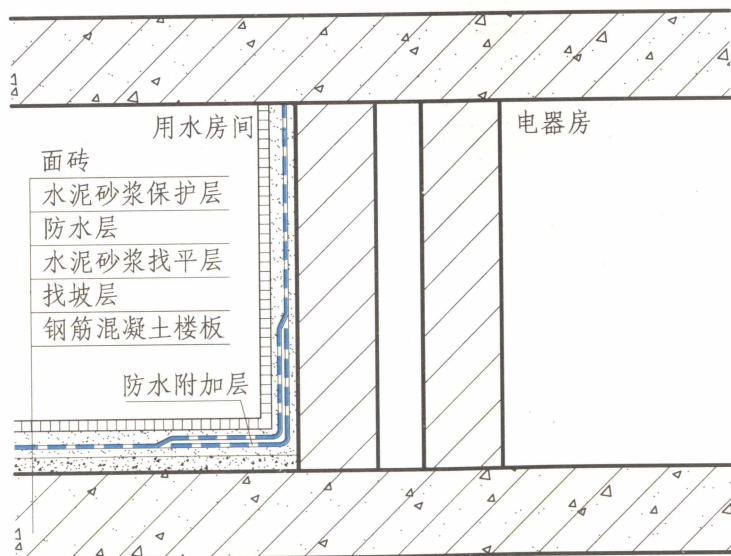 用水房间
电器房
面砖
水泥砂浆保护层
防水层
水泥砂浆找平层
找坡层
钢筋混凝土楼板
防水附加层